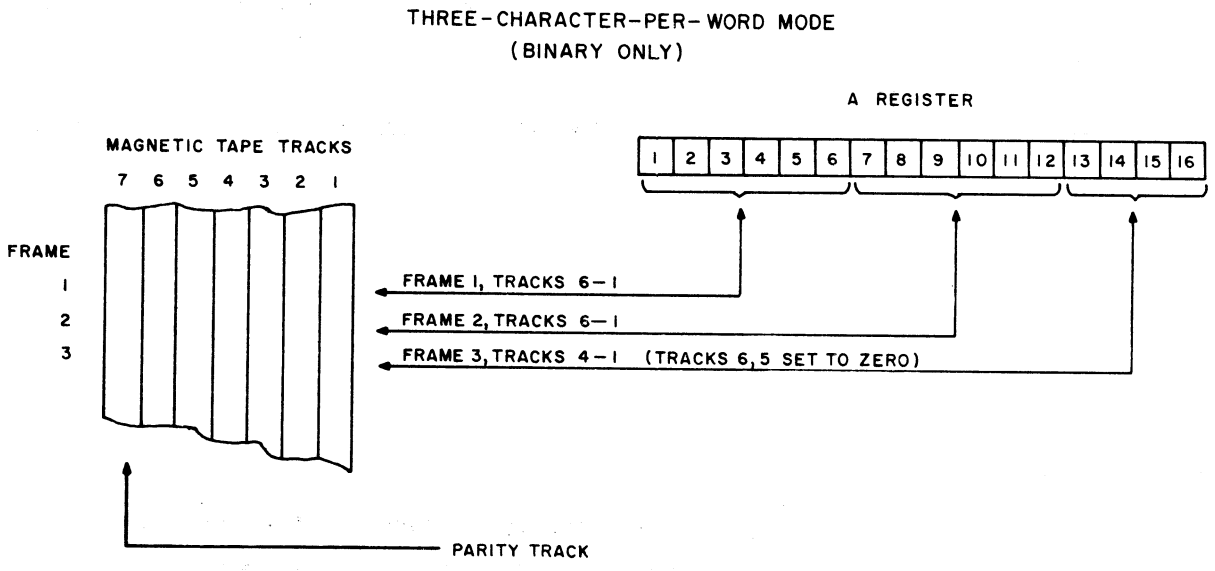 THREE-CHARACTER-PER-WORD MODE
(BINARY ONLY)
A REGISTER
1 2 3 4 5 6 7 8 9 10 11 12 13 14 15 16
MAGNETIC TAPE TRACKS
7 6 5 4 3 2 1
FRAME
1
FRAME 1, TRACKS 6-1
2
FRAME 2, TRACKS 6-1
3
FRAME 3, TRACKS 4-1 (TRACKS 6,5 SET TO ZERO)
PARITY TRACK